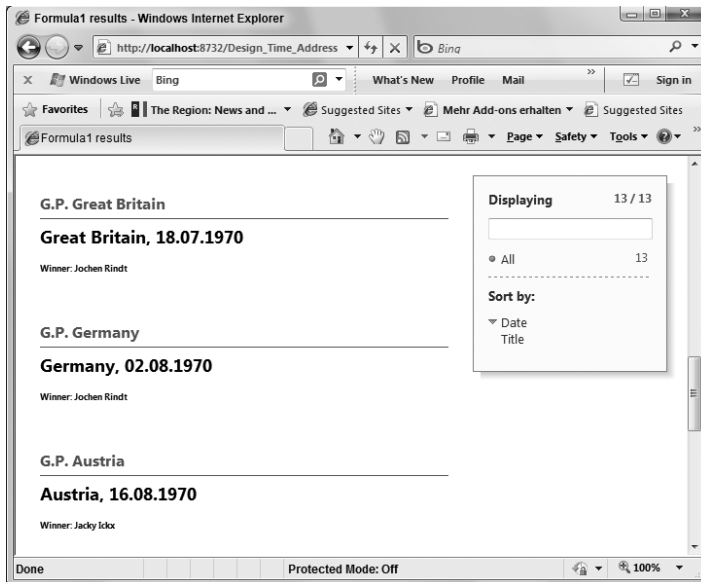 Formula1 results - Windows Internet Explorer
http://localhost:8732/Design_Time_Address
Bing
x Windows Live Bing What's New Profile Mail » Sign in
Favorites The Region: News and ... Suggested Sites Mehr Add-ons erhalten Suggested Sites
Formula1 results Page Safety Tools »
G.P. Great Britain
Great Britain, 18.07.1970
Winner: Jochen Rindt
G.P. Germany
Germany, 02.08.1970
Winner: Jochen Rindt
G.P. Austria
Austria, 16.08.1970
Winner: Jacky Ickx
Displaying 13 / 13
All 13
Sort by:
Date
Title
Done Protected Mode: Off 100%